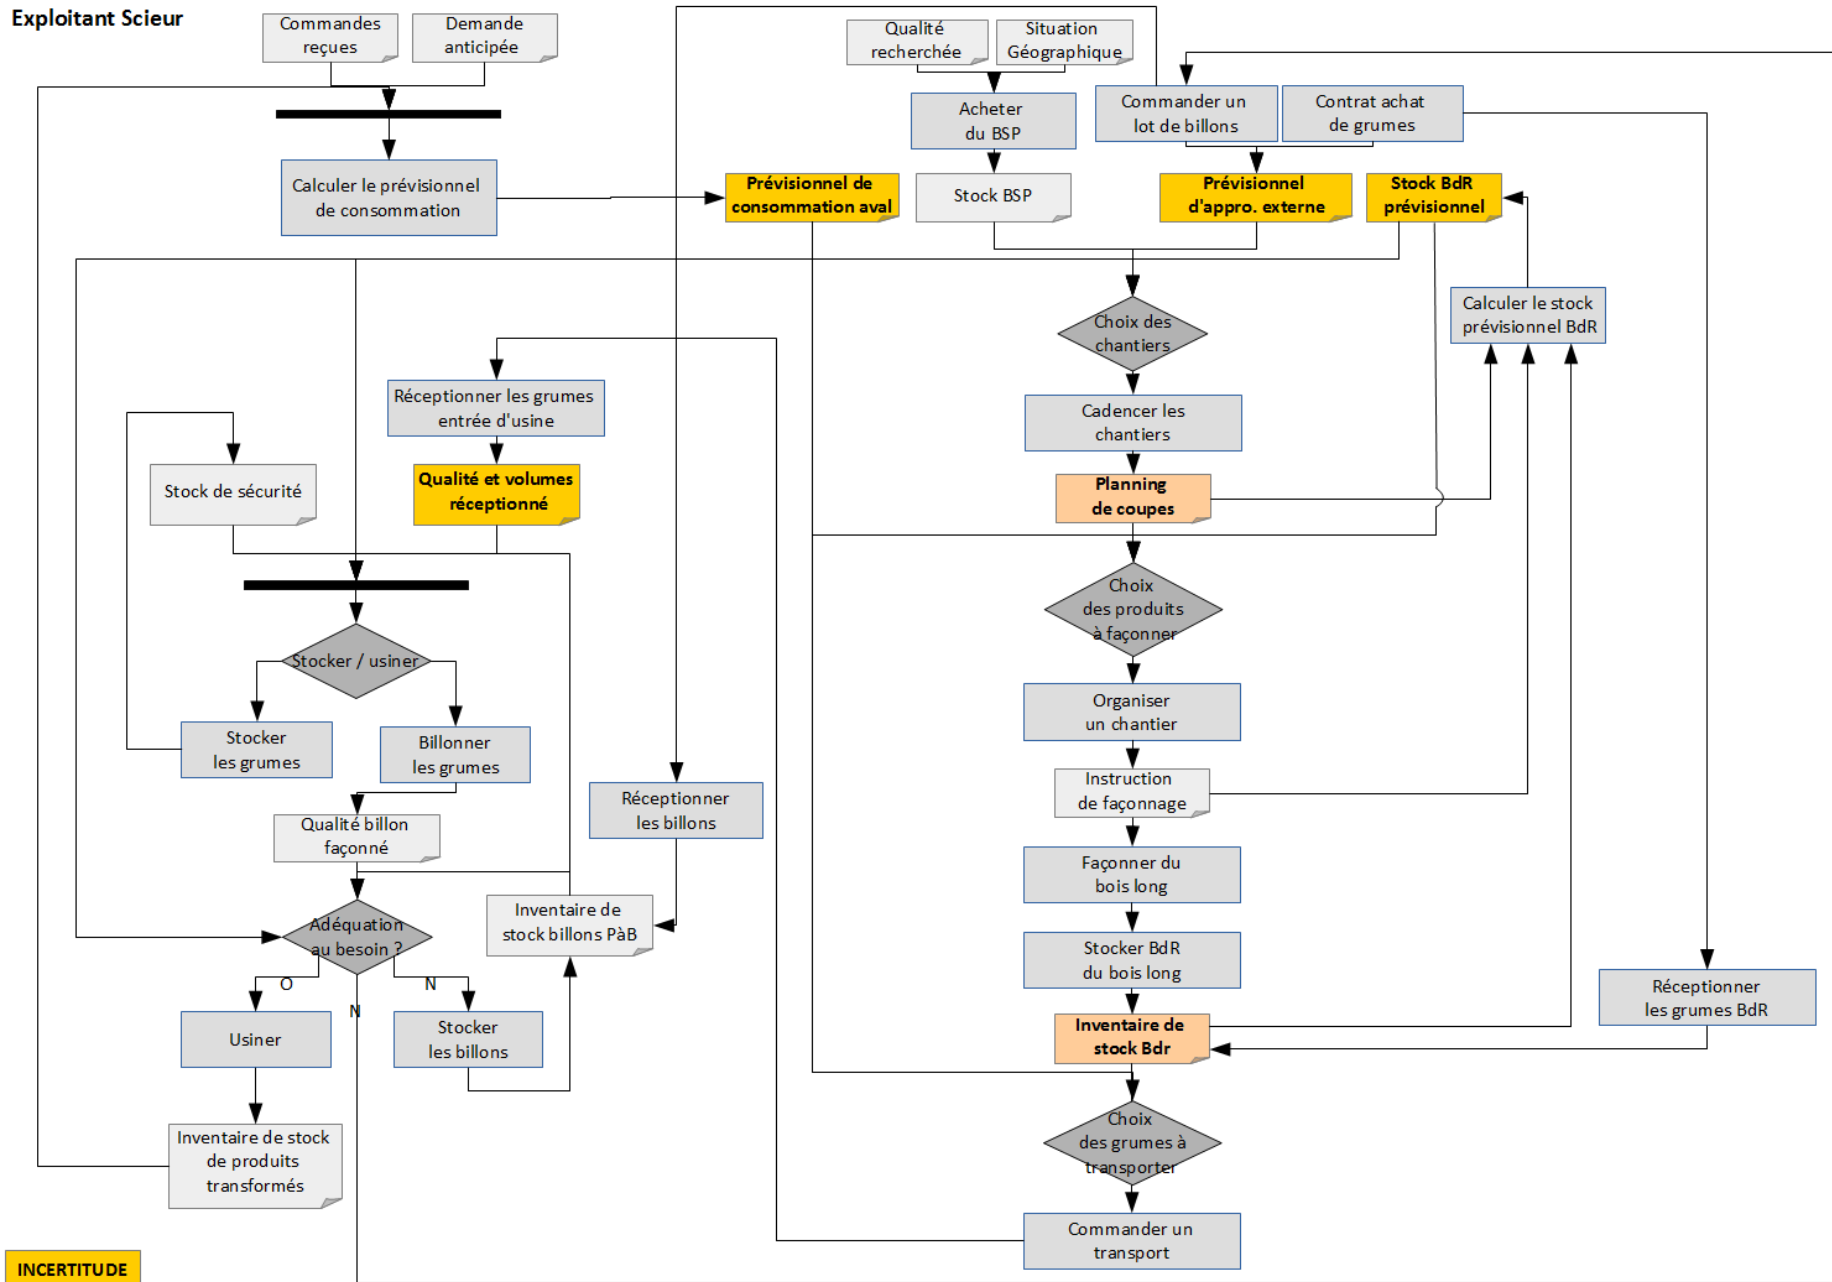 Exploitant Scieur
Commandes
reçues
Demande
anticipée
Qualité
recherchée
Situation
Géographique
Acheter
du BSP
Commander un
lot de billons
Contrat achat
de grumes
Calculer le prévisionnel
de consommation
Prévisionnel de
consommation aval
Stock BSP
Prévisionnel
d'appro. externe
Stock BdR
prévisionnel
Calculer le stock
prévisionnel BdR
Choix des
chantiers
Réceptionner les grumes
entrée d'usine
Cadencer les
chantiers
Stock de sécurité
Qualité et volumes
réceptionné
Planning
de coupes
Choix
des produits
à façonner
Stocker / usiner
Organiser
un chantier
Stocker
les grumes
Billonner
les grumes
Instruction
de façonnage
Réceptionner
les billons
Qualité billon
façonné
Façonner du
bois long
Adéquation
au besoin ?
Inventaire de
stock billons PàB
Stocker BdR
du bois long
O
N
N
Réceptionner
les grumes BdR
Usiner
Stocker
les billons
Inventaire de
stock Bdr
Choix
des grumes à
transporter
Inventaire de stock
de produits
transformés
Commander un
transport
INCERTITUDE